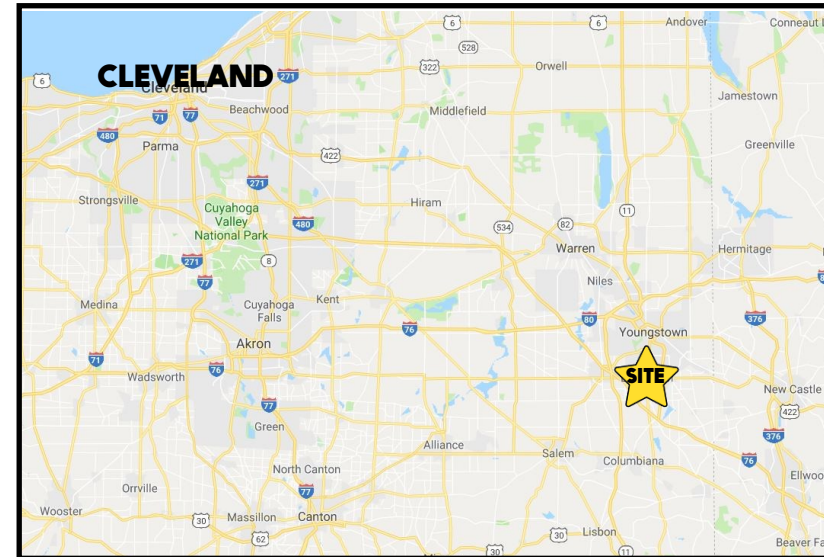 6
6
Andover
Conneaut L
528
322
Orwell
CLEVELAND
Cleveland
271
6
Jamestown
71
77
Beachwood
Middlefield
480
Parma
Greenville
422
271
Strongsville
Hiram
11
Cuyahoga
Valley
National Park
480
534
82
271
8
Warren
Hermitage
77
Niles
Medina
Cuyahoga
Falls
Kent
76
80
376
Youngstown
Akron
71
76
Wadsworth
SITE
77
New Castle
422
Green
376
Alliance
Salem
Columbiana
76
North Canton
Ellwoo
Orrville
77
Wooster
30
Massillon
Canton
62
30
Lisbon
30
11
Beaver Fa